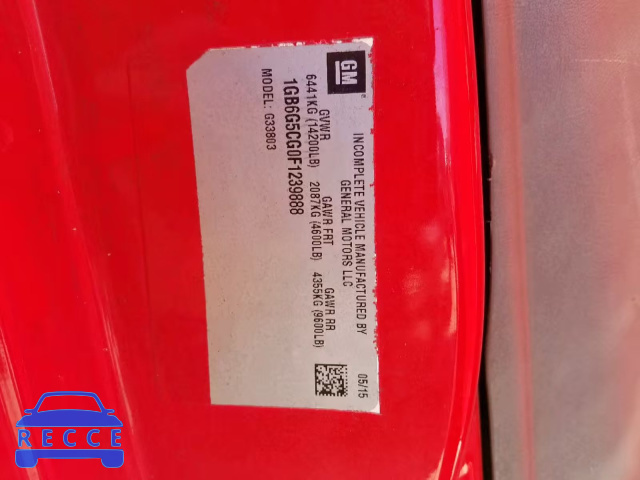 GM
INCOMPLETE VEHICLE MANUFACTURED BY
GENERAL MOTORS LLC
GVWR GAWR FRT GAWR RR
6441KG (14200LB) 2087KG (4600LB) 4355KG (9600LB)
1GB6G5CG0F1239888
MODEL: G33803
05/15
RECCE